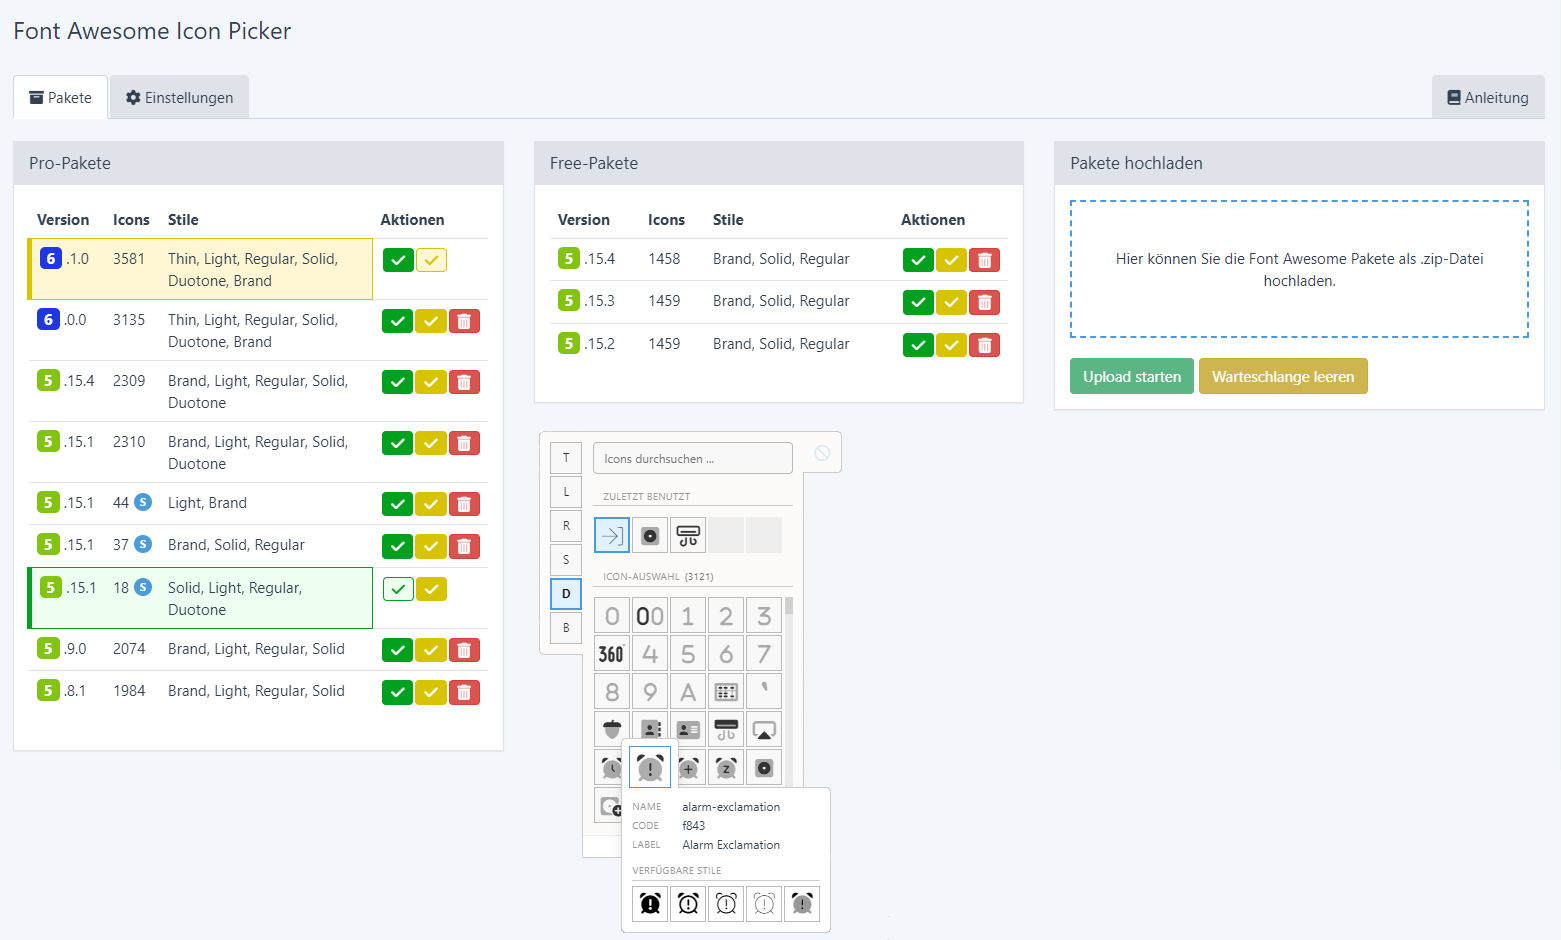 Font Awesome Icon Picker
Pakete
Einstellungen
Anleitung
Pro-Pakete
Version Icons Stile Aktionen
6 .1.0 3581 Thin, Light, Regular, Solid,
Duotone, Brand
6 .0.0 3135 Thin, Light, Regular, Solid,
Duotone, Brand
5 .15.4 2309 Brand, Light, Regular, Solid,
Duotone
5 .15.1 2310 Brand, Light, Regular, Solid,
Duotone
5 .15.1 44 S Light, Brand
5 .15.1 37 S Brand, Solid, Regular
5 .15.1 18 S Solid, Light, Regular,
Duotone
5 .9.0 2074 Brand, Light, Regular, Solid
5 .8.1 1984 Brand, Light, Regular, Solid
Free-Pakete
Version Icons Stile Aktionen
5 .15.4 1458 Brand, Solid, Regular
5 .15.3 1459 Brand, Solid, Regular
5 .15.2 1459 Brand, Solid, Regular
Pakete hochladen
Hier können Sie die Font Awesome Pakete als .zip-Datei
hochladen.
Upload starten
Warteschlange leeren
T
L
R
S
D
B
Icons durchsuchen ...
ZULETZT BENUTZT
ICON-AUSWAHL (3121)
0 00 1 2 3
360° 4 5 6 7
8 9 A
NAME alarm-exclamation
CODE f843
LABEL Alarm Exclamation
VERFÜGBARE STILE